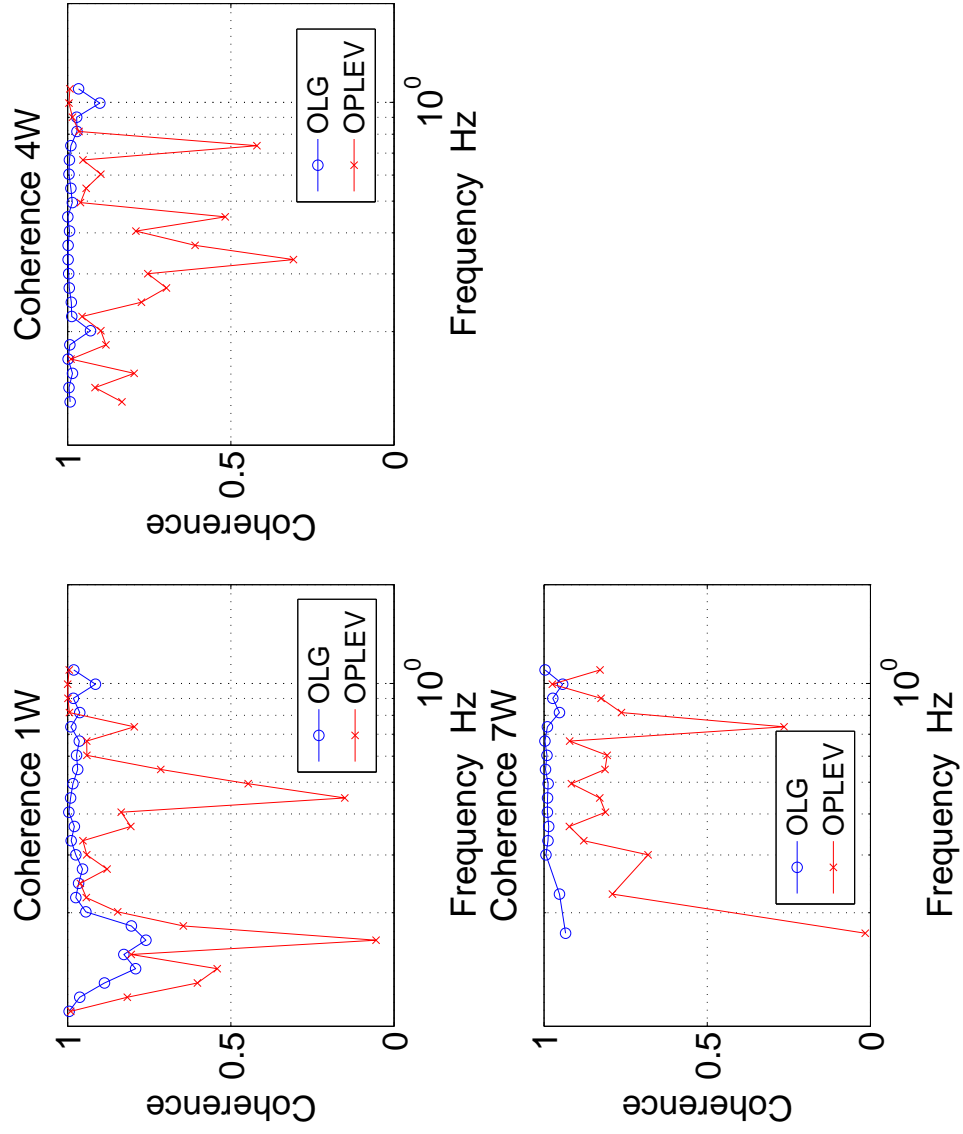 Coherence 1W
Coherence
1
0.5
0
10^0
Frequency Hz
OLG
OPLEV
Coherence 4W
Coherence
1
0.5
0
10^0
Frequency Hz
OLG
OPLEV
Coherence 7W
1
0.5
0
10^0
Frequency Hz
OLG
OPLEV